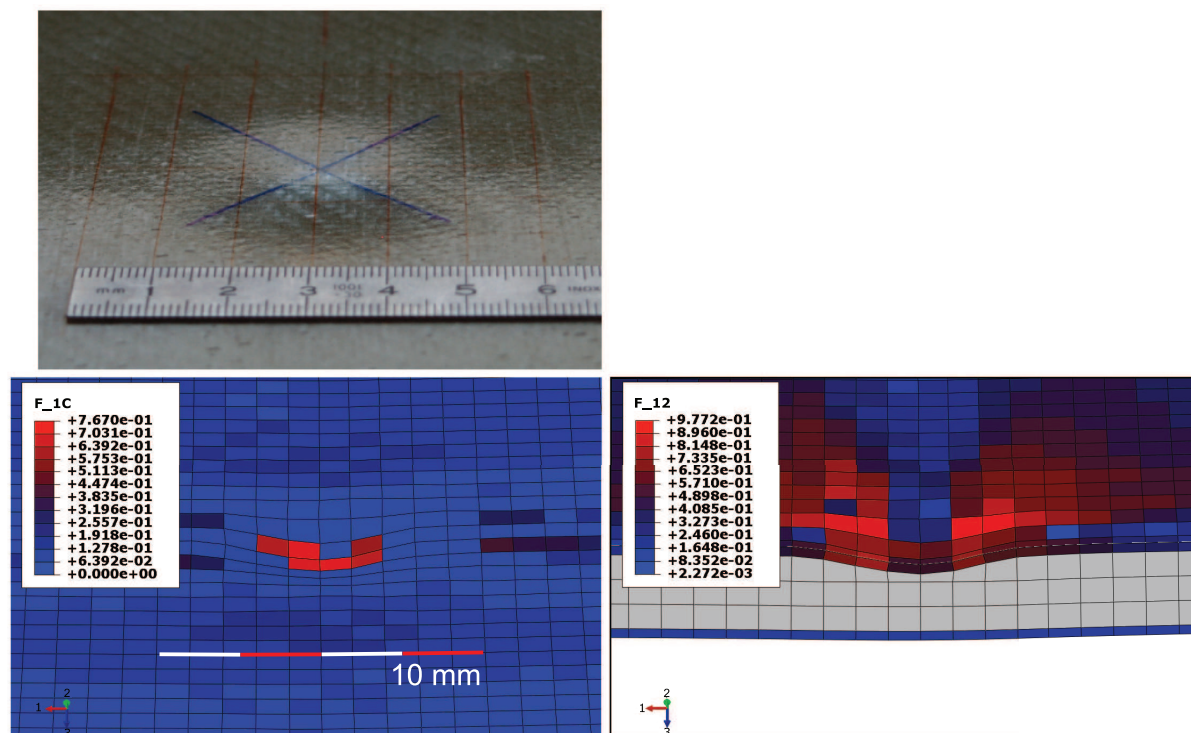 mm 1 2 3 1001 4 5 6 INOX
F_1C
+7.670e-01
+7.031e-01
+6.392e-01
+5.753e-01
+5.113e-01
+4.474e-01
+3.835e-01
+3.196e-01
+2.557e-01
+1.918e-01
+1.278e-01
+6.392e-02
+0.000e+00
10 mm
2
1
F_12
+9.772e-01
+8.960e-01
+8.148e-01
+7.335e-01
+6.523e-01
+5.710e-01
+4.898e-01
+4.085e-01
+3.273e-01
+2.460e-01
+1.648e-01
+8.352e-02
+2.272e-03
2
1
3